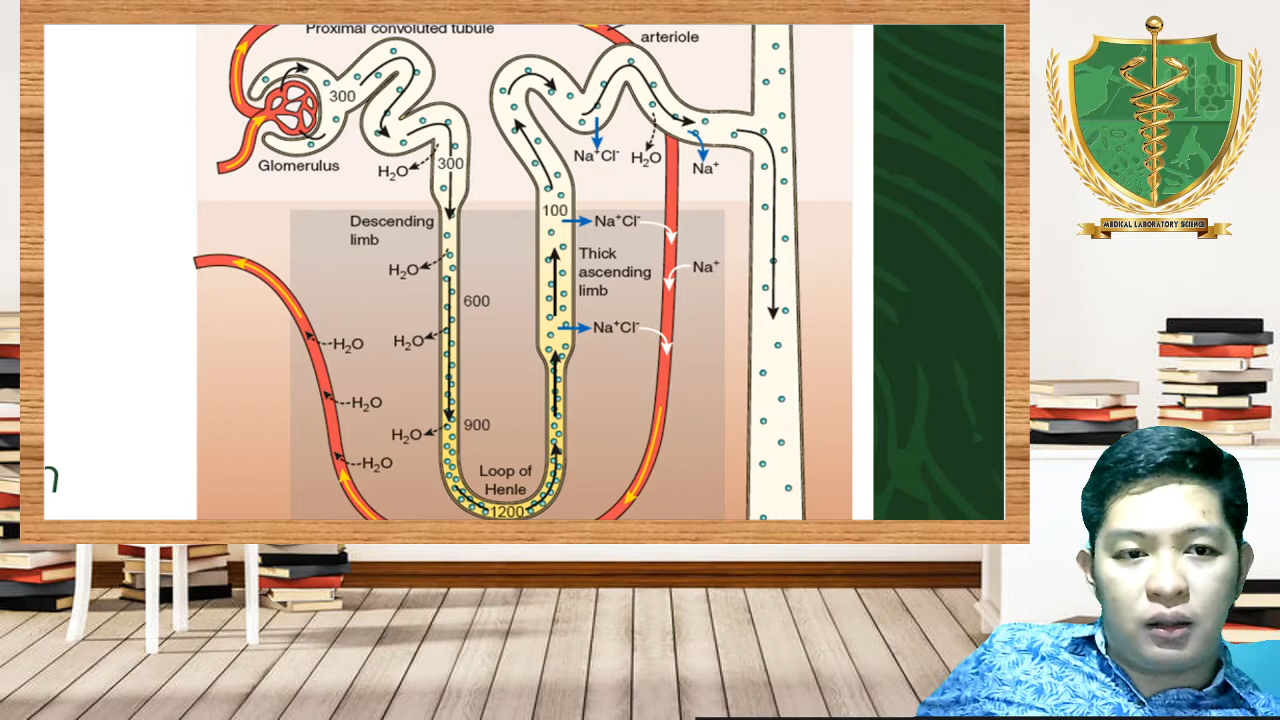 Proximal convoluted tubule
arteriole
300
Glomerulus
H₂O
300
Na⁺Cl⁻
H₂O
Na⁺
Descending
limb
100
Na⁺Cl⁻
H₂O
Thick
ascending
limb
Na⁺
600
H₂O
H₂O
Na⁺Cl⁻
H₂O
900
H₂O
H₂O
Loop of
Henle
1200
n
MEDICAL LABORATORY SCIENCE